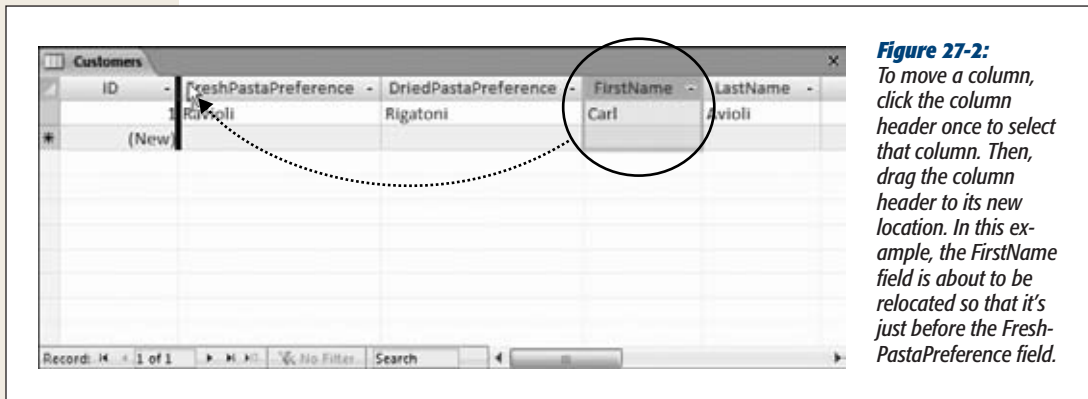 Customers
ID FreshPastaPreference DriedPastaPreference FirstName LastName
1 Ravioli Rigatoni Carl Avioli
(New)
Record: 1 of 1 No Filter Search
Figure 27-2:
To move a column,
click the column
header once to select
that column. Then,
drag the column
header to its new
location. In this ex-
ample, the FirstName
field is about to be
relocated so that it's
just before the Fresh-
PastaPreference field.